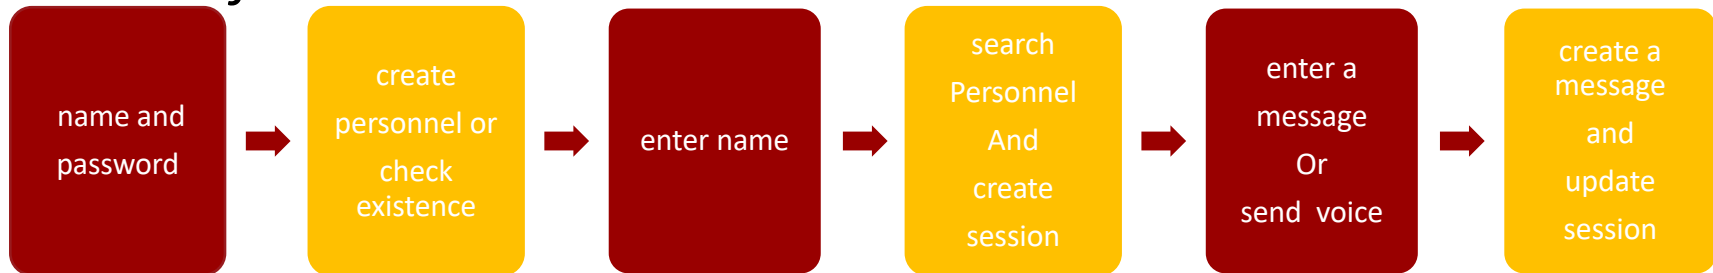 name and
password
create
personnel or
check
existence
enter name
search
Personnel
And
create
session
enter a
message
Or
send  voice
create a
message
and
update
session